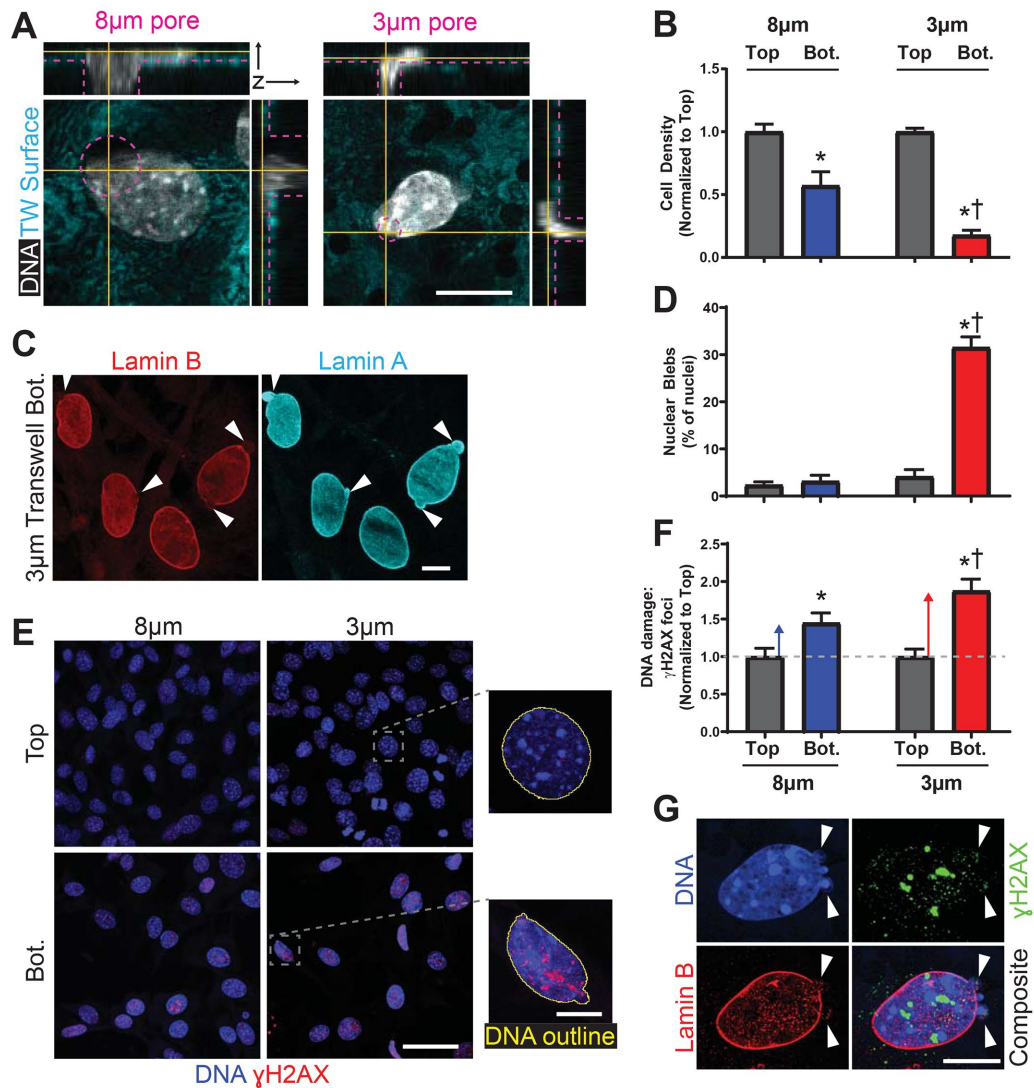 A
8µm pore
3µm pore
z
DNA TW Surface
B
8µm
3µm
Top
Bot.
Top
Bot.
Cell Density
(Normalized to Top)
1.5
1.0
0.5
0.0
*
*†
C
Lamin B
Lamin A
3µm Transwell Bot.
D
Nuclear Blebs
(% of nuclei)
40
30
20
10
0
*†
E
8µm
3µm
Top
Bot.
DNA outline
DNA ɣH2AX
F
DNA damage:
ɣH2AX foci
(Normalized to Top)
2.5
2.0
1.5
1.0
0.5
0.0
*
*†
Top
Bot.
Top
Bot.
8µm
3µm
G
DNA
ɣH2AX
Lamin B
Composite